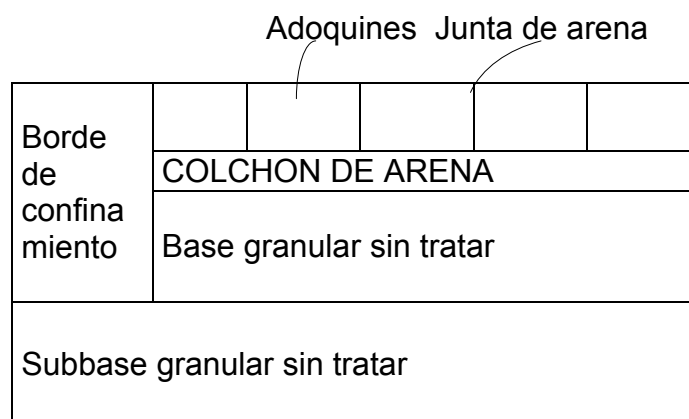 Adoquines Junta de arena
Borde
de
confina
miento
COLCHON DE ARENA
Base granular sin tratar
Subbase granular sin tratar